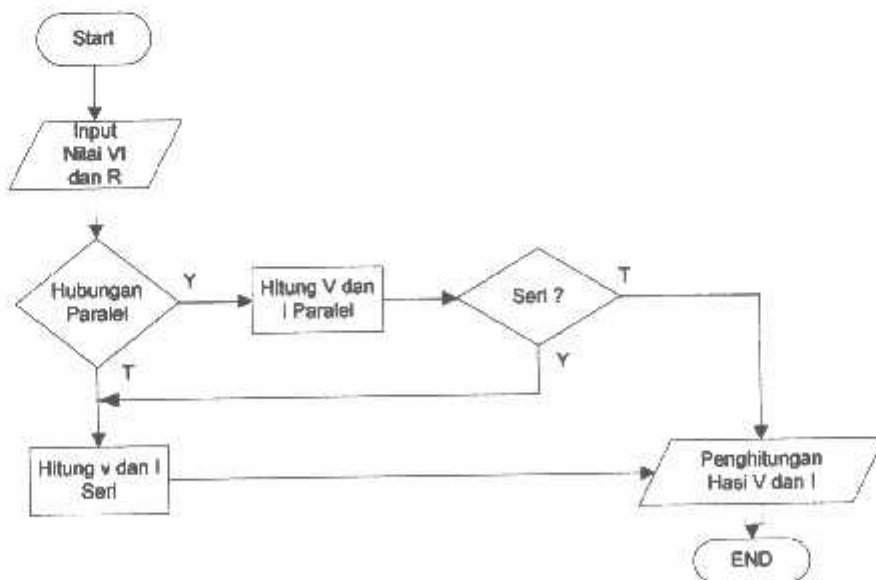 Start
Input
Nilai VI
dan R
Hubungan
Paralel
Y
Hitung V dan
I Paralel
Seri ?
T
Y
T
Hitung v dan I
Seri
Penghitungan
Hasi V dan I
END